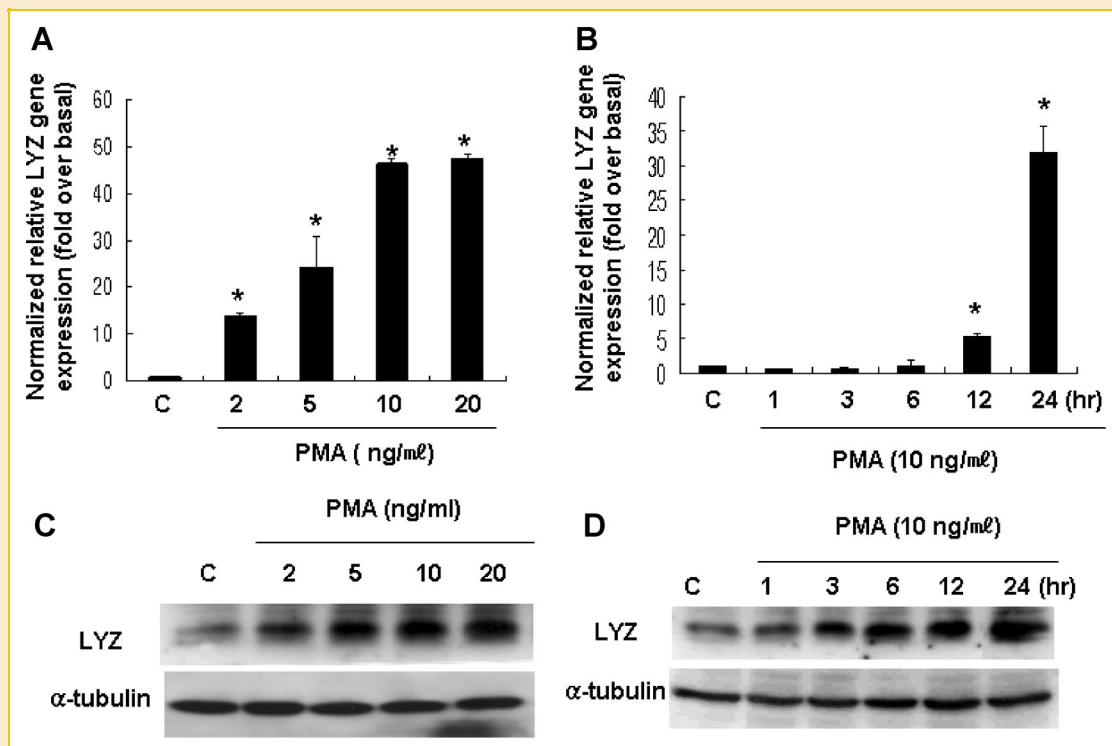 A
Normalized relative LYZ gene
expression (fold over basal)
60
50
40
30
20
10
0
*
*
*
*
C 2 5 10 20
PMA ( ng/㎖)
B
Normalized relative LYZ gene
expression (fold over basal)
40
35
30
25
20
15
10
5
0
*
*
C 1 3 6 12 24 (hr)
PMA (10 ng/㎖)
C
PMA (ng/ml)
C 2 5 10 20
LYZ
α-tubulin
D
PMA (10 ng/㎖)
C 1 3 6 12 24 (hr)
LYZ
α-tubulin